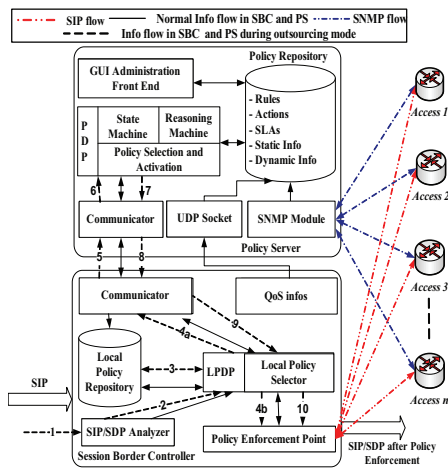 SIP flow
Normal Info flow in SBC and PS
SNMP flow
Info flow in SBC and PS during outsourcing mode
Policy Repository
GUI Administration
Front End
- Rules
- Actions
- SLAs
- Static Info
- Dynamic Info
P
D
P
State
Machine
Reasoning
Machine
Policy Selection and
Activation
6
7
Communicator
UDP Socket
SNMP Module
Policy Server
5
8
Access 1
Access 2
Access 3
Access n
Communicator
QoS infos
4a
9
Local
Policy
Repository
3
LPDP
Local Policy
Selector
2
SIP
4b
10
1
SIP/SDP Analyzer
Policy Enforcement Point
Session Border Controller
SIP/SDP after Policy
Enforcement